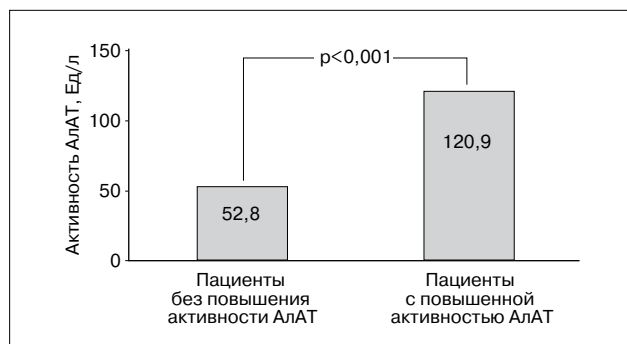 Активность АлАТ, Ед/л
150
100
50
0
p<0,001
52,8
120,9
Пациенты
без повышения
активности АлАТ
Пациенты
с повышенной
активностью АлАТ